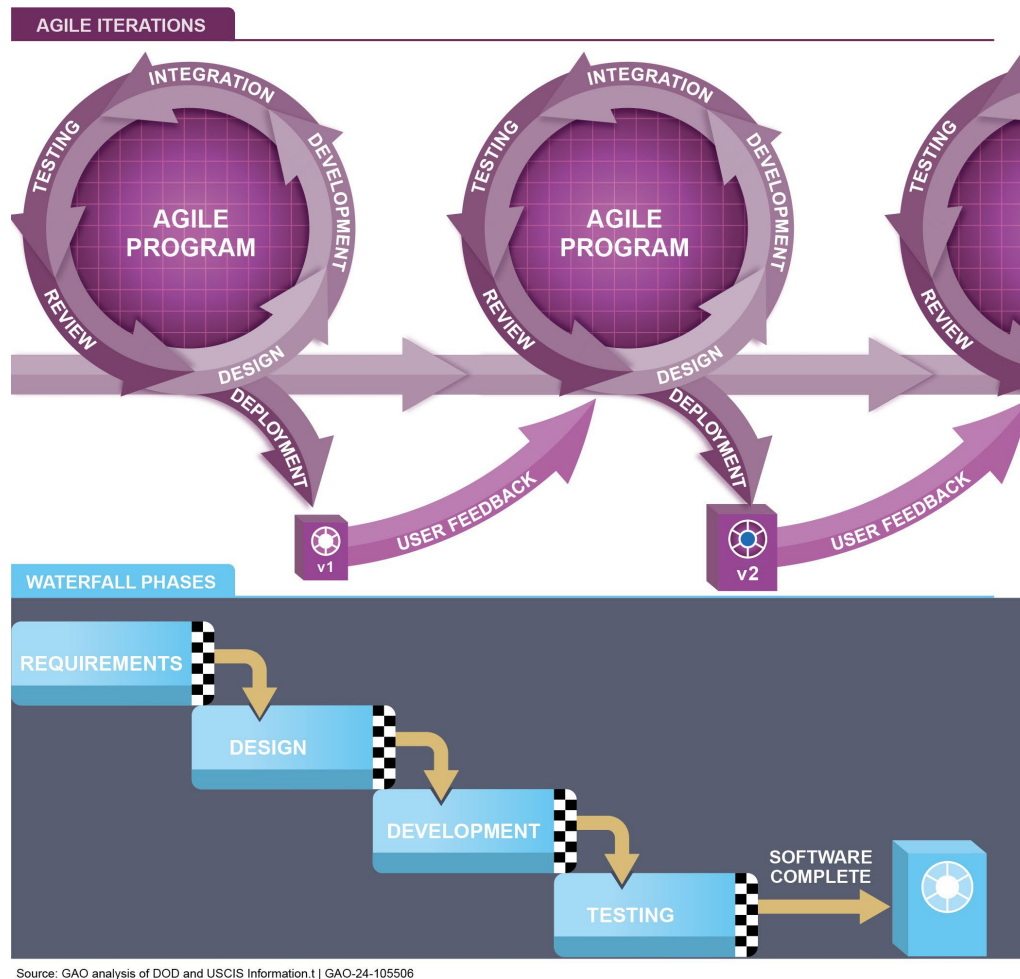 AGILE ITERATIONS
INTEGRATION
TESTING
DEVELOPMENT
AGILE
PROGRAM
REVIEW
DESIGN
DEPLOYMENT
v1
USER FEEDBACK
INTEGRATION
TESTING
DEVELOPMENT
AGILE
PROGRAM
REVIEW
DESIGN
DEPLOYMENT
v2
USER FEEDBACK
TESTING
REVIEW
WATERFALL PHASES
REQUIREMENTS
DESIGN
DEVELOPMENT
TESTING
SOFTWARE
COMPLETE
Source: GAO analysis of DOD and USCIS Information.t | GAO-24-105506